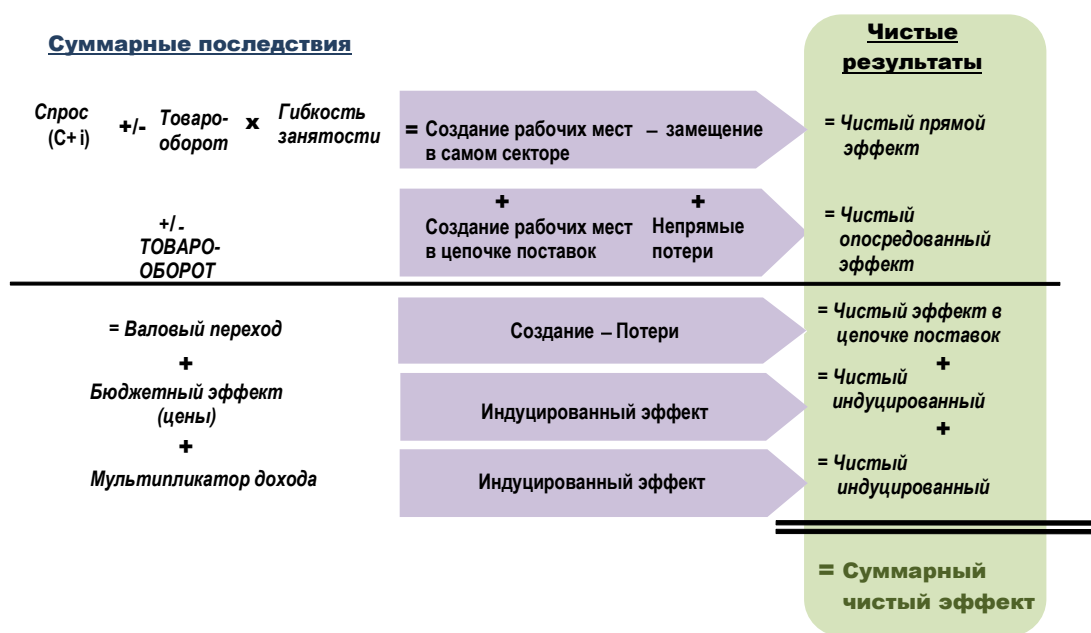 Суммарные последствия
Чистые
результаты
Спрос
(C+ i)
+/-
Товаро-
оборот
x
Гибкость
занятости
= Создание рабочих мест – замещение
в самом секторе
= Чистый прямой
эффект
+/-
ТОВАРО-
ОБОРОТ
+
+
Создание рабочих мест
в цепочке поставок
Непрямые
потери
= Чистый
опосредованный
эффект
= Валовый переход
Создание – Потери
= Чистый эффект в
цепочке поставок
+
+
Бюджетный эффект
(цены)
Индуцированный эффект
= Чистый
индуцированный
+
+
Мультипликатор дохода
Индуцированный эффект
= Чистый
индуцированный
= Суммарный
чистый эффект